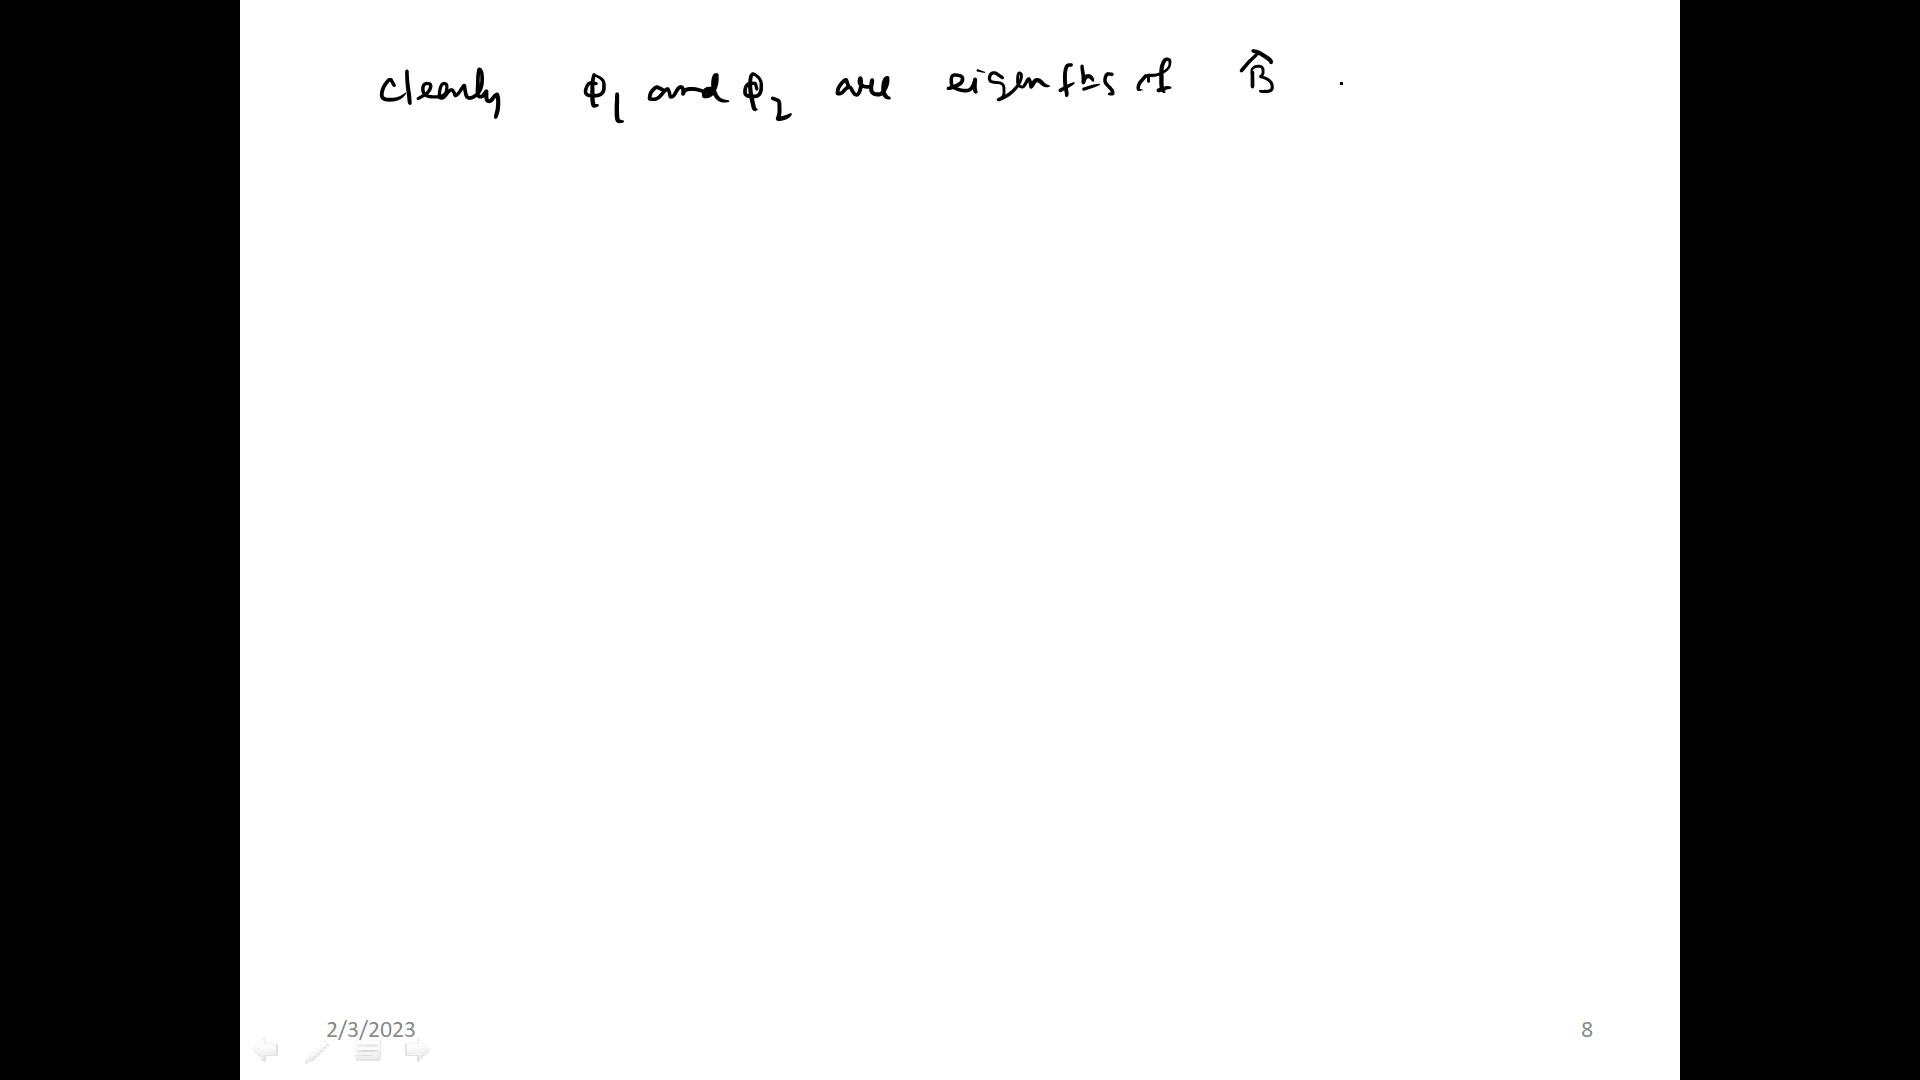 clearly ϕ₁ and ϕ₂ are eigenfns of B̂ .
2/3/2023
8